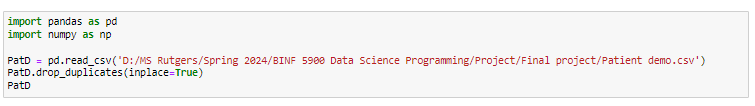 import pandas as pd
import numpy as np
PatD = pd.read_csv('D:/MS Rutgers/Spring 2024/BINF 5900 Data Science Programming/Project/Final project/Patient demo.csv')
PatD.drop_duplicates(inplace=True)
PatD